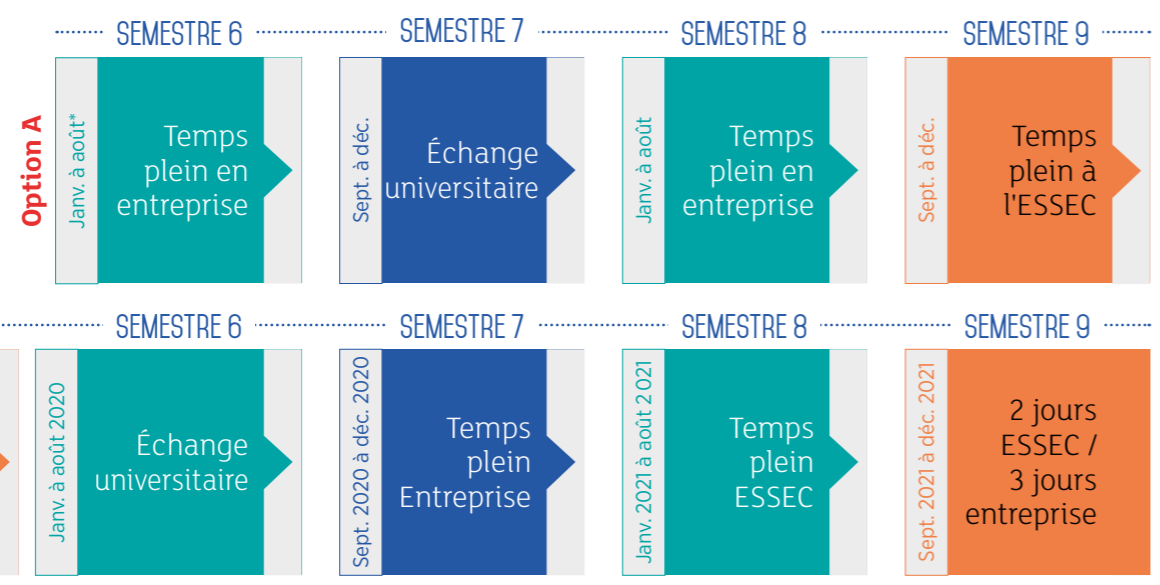 SEMESTRE 6
SEMESTRE 7
SEMESTRE 8
SEMESTRE 9
Option A
Janv. à août*
Temps
plein en
entreprise
Sept. à déc.
Échange
universitaire
Janv. à août
Temps
plein en
entreprise
Sept. à déc.
Temps
plein à
l'ESSEC
SEMESTRE 6
SEMESTRE 7
SEMESTRE 8
SEMESTRE 9
Janv. à août 2020
Échange
universitaire
Sept. 2020 à déc. 2020
Temps
plein
Entreprise
Janv. 2021 à août 2021
Temps
plein
ESSEC
Sept. 2021 à déc. 2021
2 jours
ESSEC /
3 jours
entreprise